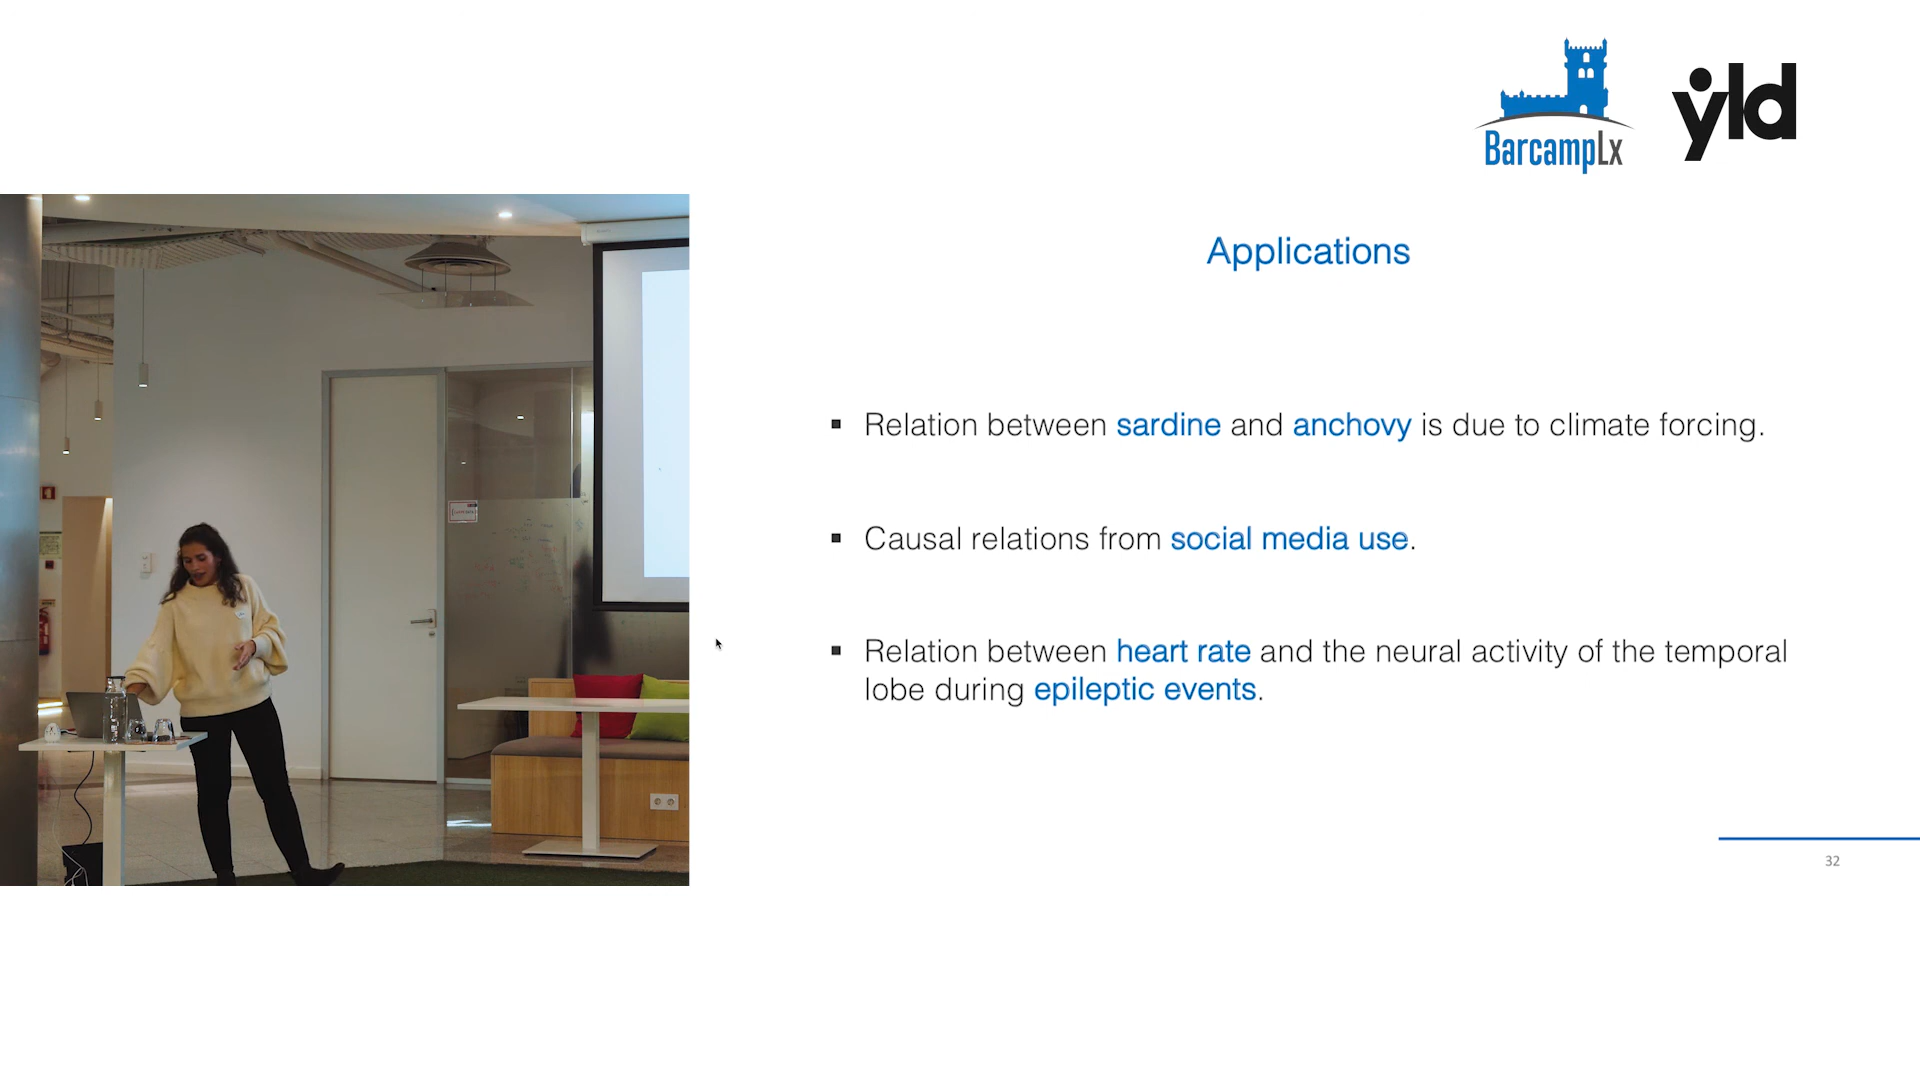 BarcampLx
yld
Applications
▪ Relation between sardine and anchovy is due to climate forcing.
▪ Causal relations from social media use.
▪ Relation between heart rate and the neural activity of the temporal
lobe during epileptic events.
32